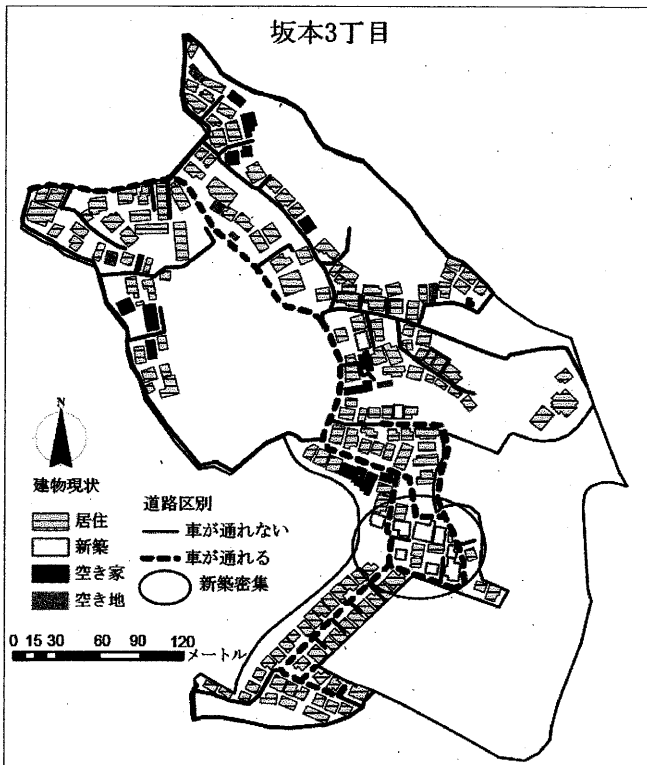 坂本3丁目
N
建物現状
居住
新築
空き家
空き地
道路区別
車が通れない
車が通れる
新築密集
0 15 30 60 90 120
メートル